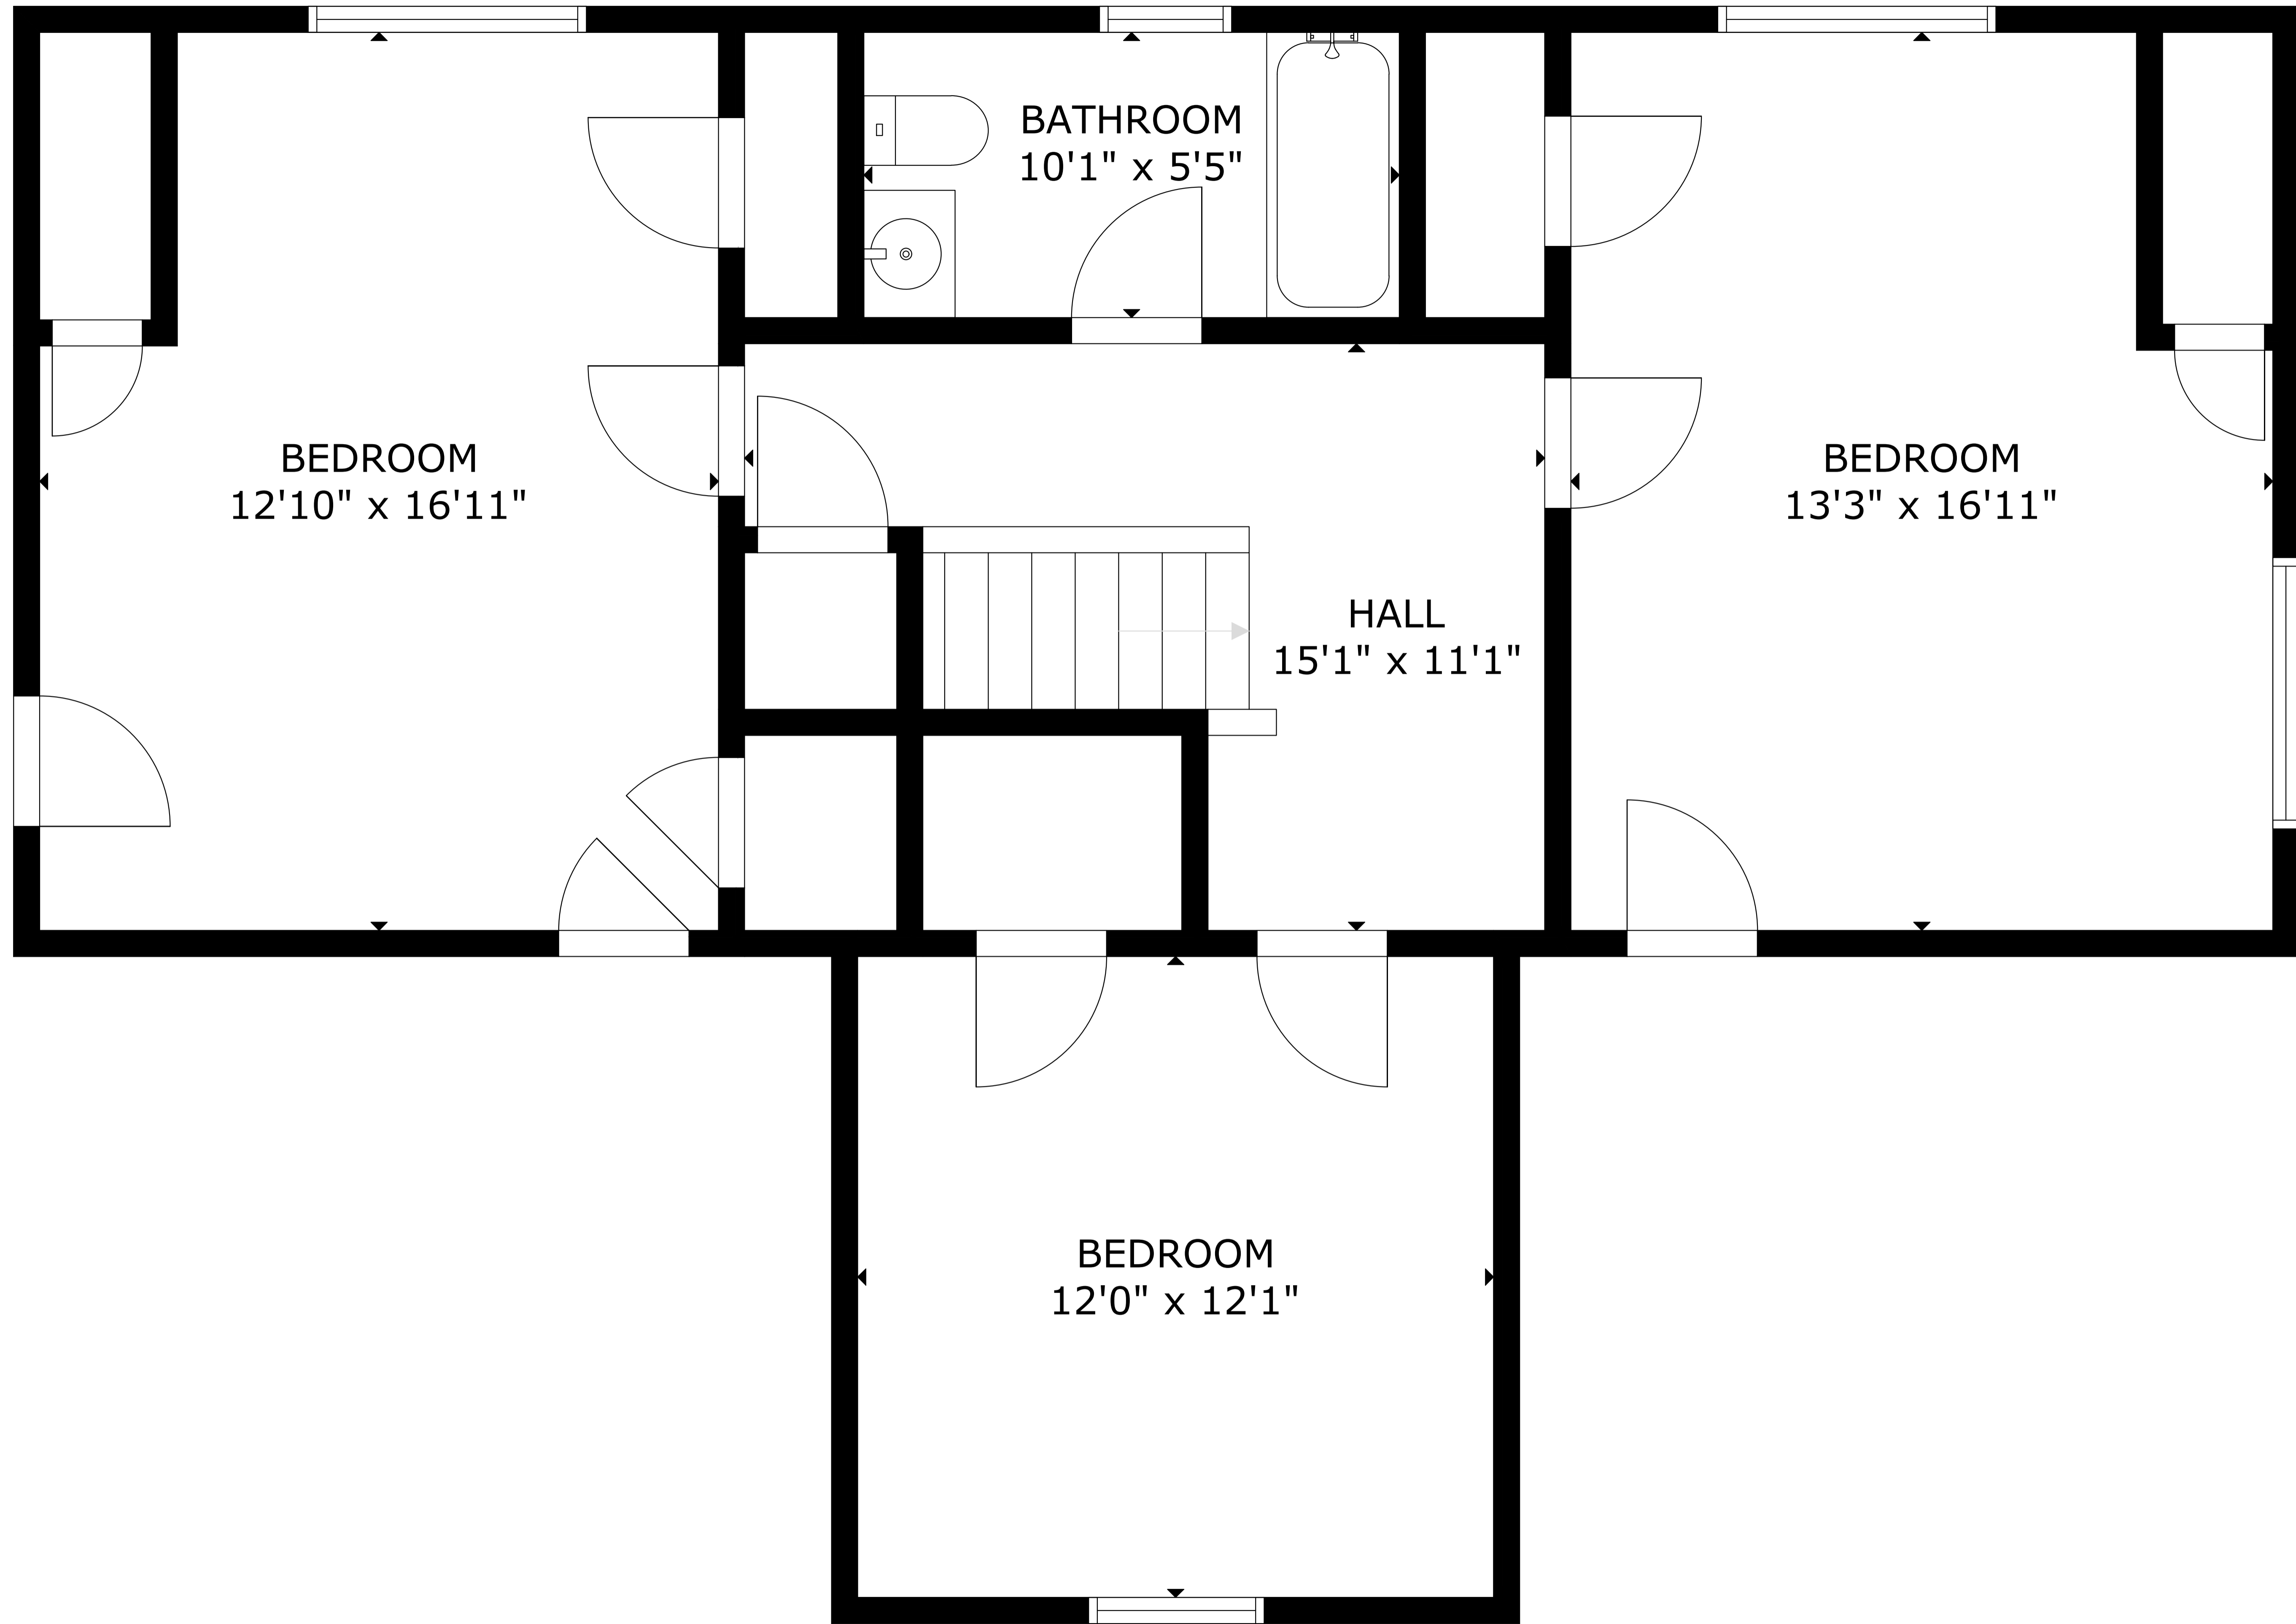 BATHROOM
10'1" x 5'5"
BEDROOM
12'10" x 16'11"
BEDROOM
13'3" x 16'11"
HALL
15'1" x 11'1"
BEDROOM
12'0" x 12'1"